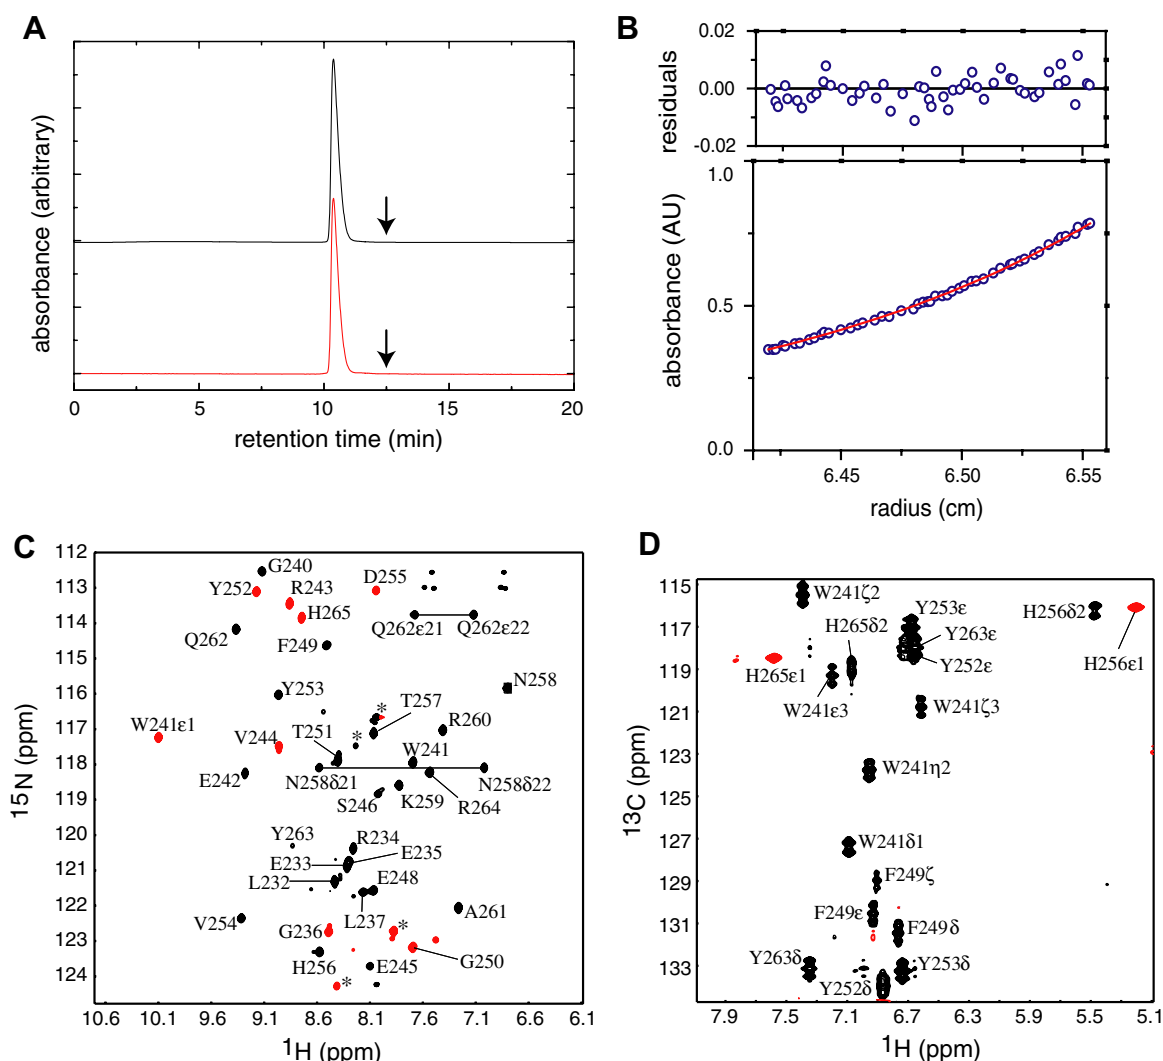 A
absorbance (arbitrary)
0 5 10 15 20
retention time (min)
B
residuals
0.02
0.00
-0.02
absorbance (AU)
1.0
0.5
0.0
6.45 6.50 6.55
radius (cm)
C
15N (ppm)
112
113
114
115
116
117
118
119
120
121
122
123
124
G240
Y252
R243
D255
H265
Q262ε21
Q262ε22
Q262
F249
Y253
N258
T257
*
W241ε1
V244
T251
*
R260
W241
E242
N258δ21
N258δ22
S246
K259
R264
Y263
R234
E233
E235
L232
E248
L237
A261
V254
G236
*
G250
H256
E245
*
10.6 10.1 9.6 9.1 8.6 8.1 7.6 7.1 6.6 6.1
1H (ppm)
D
13C (ppm)
115
117
119
121
123
125
127
129
131
133
W241ζ2
Y253ε
H256δ2
H265δ2
Y263ε
Y252ε
H265ε1
H256ε1
W241ε3
W241ζ3
W241η2
W241δ1
F249ζ
F249ε
F249δ
Y263δ
Y253δ
Y252δ
7.9 7.5 7.1 6.7 6.3 5.9 5.5 5.1
1H (ppm)